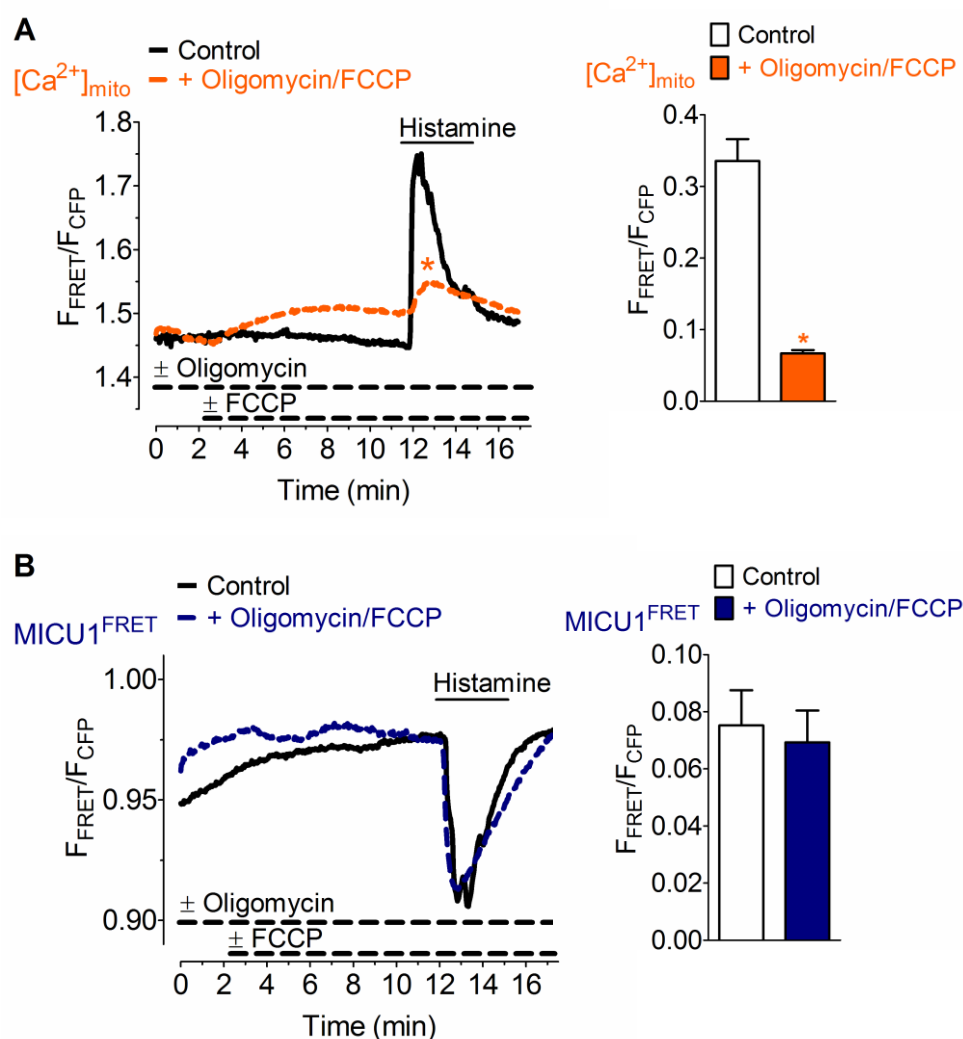 A
Control
+ Oligomycin/FCCP
[Ca2+]mito
Histamine
FFRET/FCFP
1.8
1.7
1.6
1.5
1.4
*
± Oligomycin
± FCCP
0 2 4 6 8 10 12 14 16
Time (min)
Control
+ Oligomycin/FCCP
[Ca2+]mito
FFRET/FCFP
0.4
0.3
0.2
0.1
0.0
*
B
Control
+ Oligomycin/FCCP
MICU1FRET
Histamine
FFRET/FCFP
1.00
0.95
0.90
± Oligomycin
± FCCP
0 2 4 6 8 10 12 14 16
Time (min)
Control
+ Oligomycin/FCCP
MICU1FRET
FFRET/FCFP
0.10
0.08
0.06
0.04
0.02
0.00